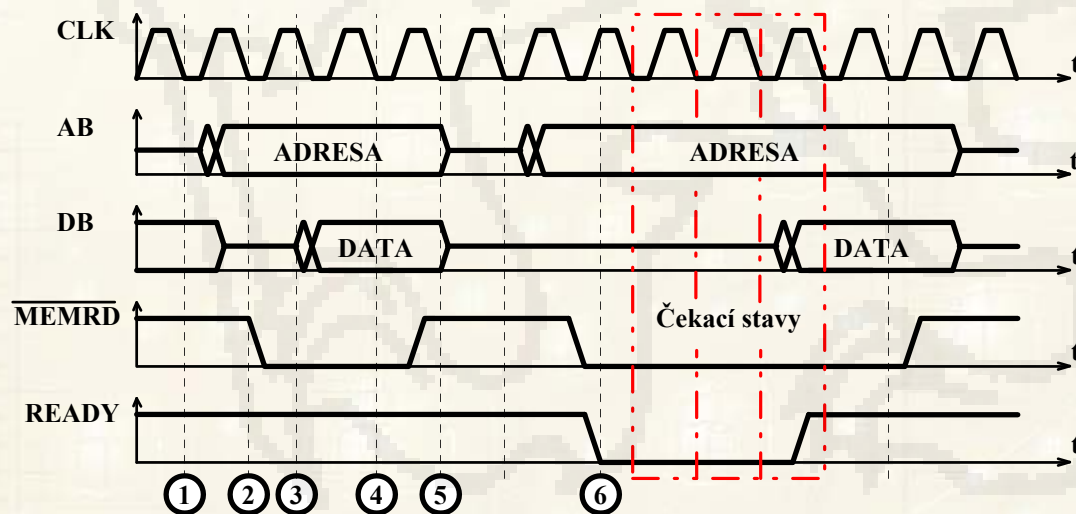 CLK
t
AB
ADRESA
ADRESA
t
DB
DATA
DATA
t
MEMRD
Čekací stavy
t
READY
t
1 2 3 4 5 6